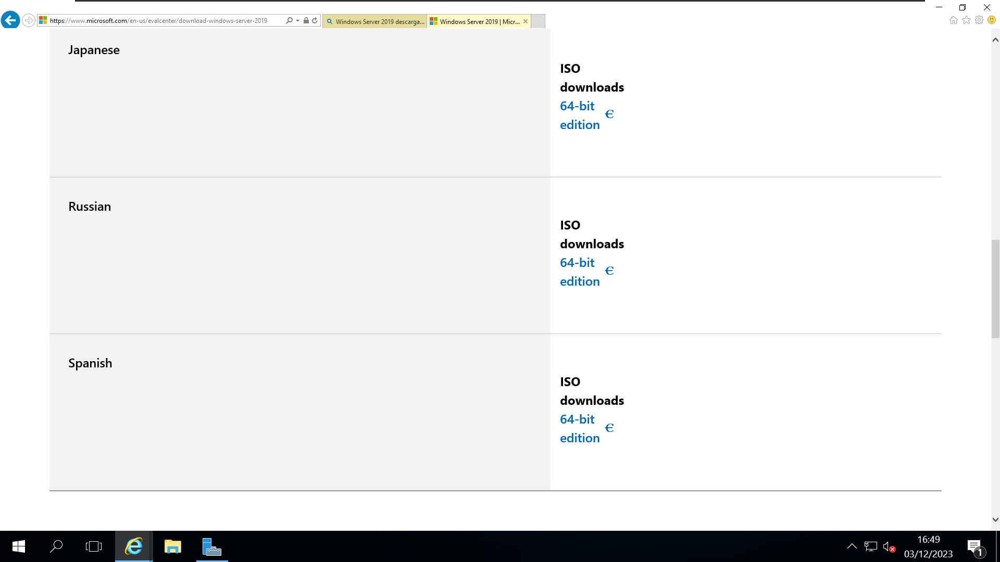 https://www.microsoft.com/en-us/evalcenter/download-windows-server-2019
Windows Server 2019 descarga...
Windows Server 2019 | Micr...
Japanese
ISO
downloads
64-bit
edition €
Russian
ISO
downloads
64-bit
edition €
Spanish
ISO
downloads
64-bit
edition €
16:49
03/12/2023
1